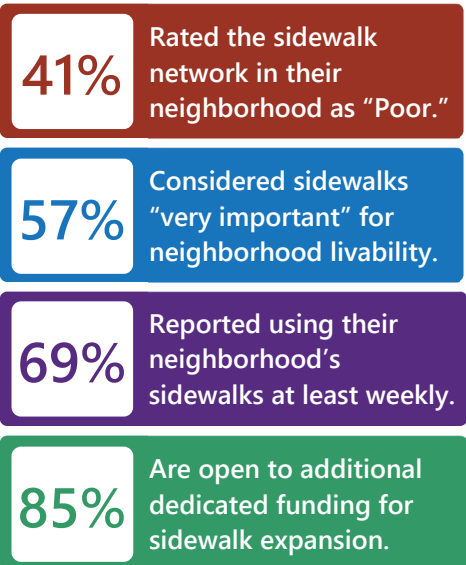 41%
Rated the sidewalk
network in their
neighborhood as “Poor.”
57%
Considered sidewalks
“very important” for
neighborhood livability.
69%
Reported using their
neighborhood’s
sidewalks at least weekly.
85%
Are open to additional
dedicated funding for
sidewalk expansion.